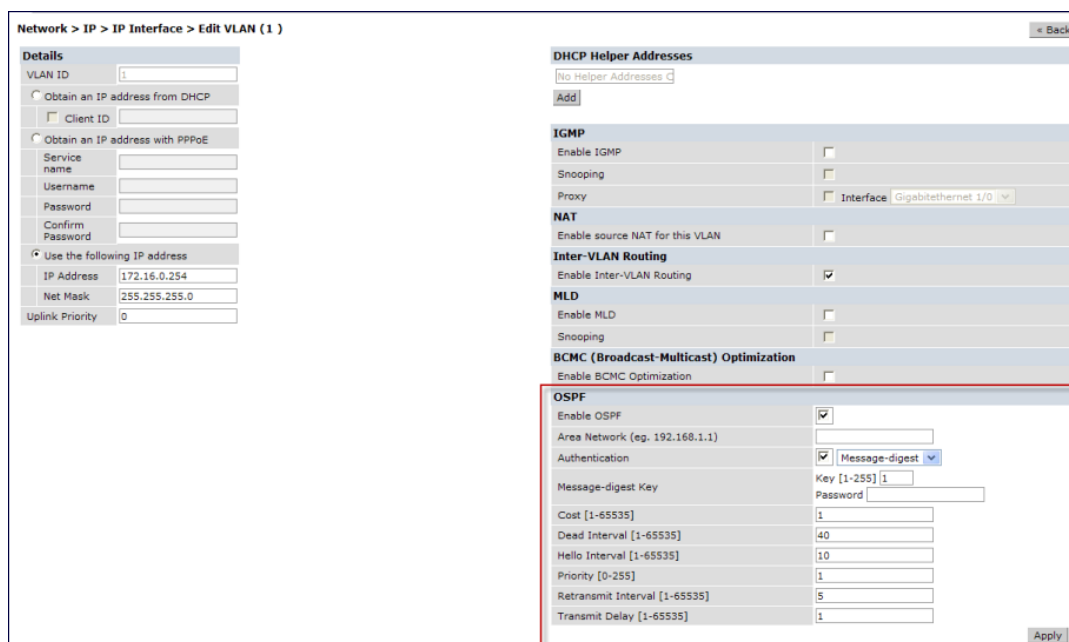 Network > IP > IP Interface > Edit VLAN (1 )
« Back
Details
VLAN ID 1
Obtain an IP address from DHCP
Client ID
Obtain an IP address with PPPoE
Service name
Username
Password
Confirm Password
Use the following IP address
IP Address 172.16.0.254
Net Mask 255.255.255.0
Uplink Priority 0
DHCP Helper Addresses
No Helper Addresses C
Add
IGMP
Enable IGMP
Snooping
Proxy Interface Gigabitethernet 1/0
NAT
Enable source NAT for this VLAN
Inter-VLAN Routing
Enable Inter-VLAN Routing
MLD
Enable MLD
Snooping
BCMC (Broadcast-Multicast) Optimization
Enable BCMC Optimization
OSPF
Enable OSPF
Area Network (eg. 192.168.1.1)
Authentication Message-digest
Message-digest Key Key [1-255] 1
Password
Cost [1-65535] 1
Dead Interval [1-65535] 40
Hello Interval [1-65535] 10
Priority [0-255] 1
Retransmit Interval [1-65535] 5
Transmit Delay [1-65535] 1
Apply